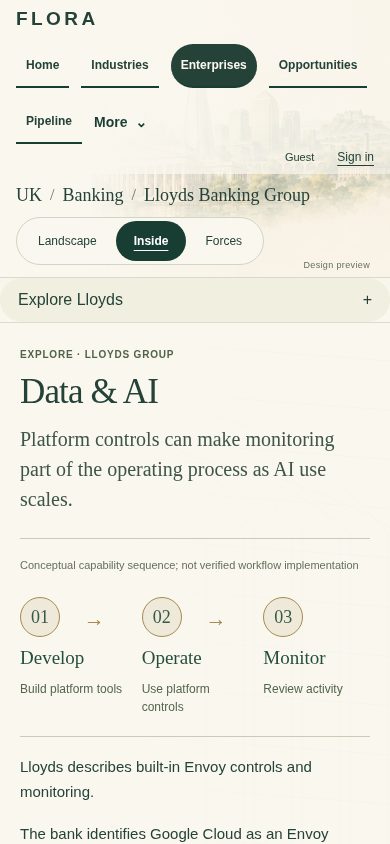 FLORA
Home Industries Enterprises Opportunities
Pipeline More ⌄
Guest Sign in
UK / Banking / Lloyds Banking Group
Landscape Inside Forces
Design preview
Explore Lloyds +
EXPLORE · LLOYDS GROUP
Data & AI
Platform controls can make monitoring
part of the operating process as AI use
scales.
Conceptual capability sequence; not verified workflow implementation
01 → 02 → 03
Develop Operate Monitor
Build platform tools Use platform Review activity
controls
Lloyds describes built-in Envoy controls and
monitoring.
The bank identifies Google Cloud as an Envoy